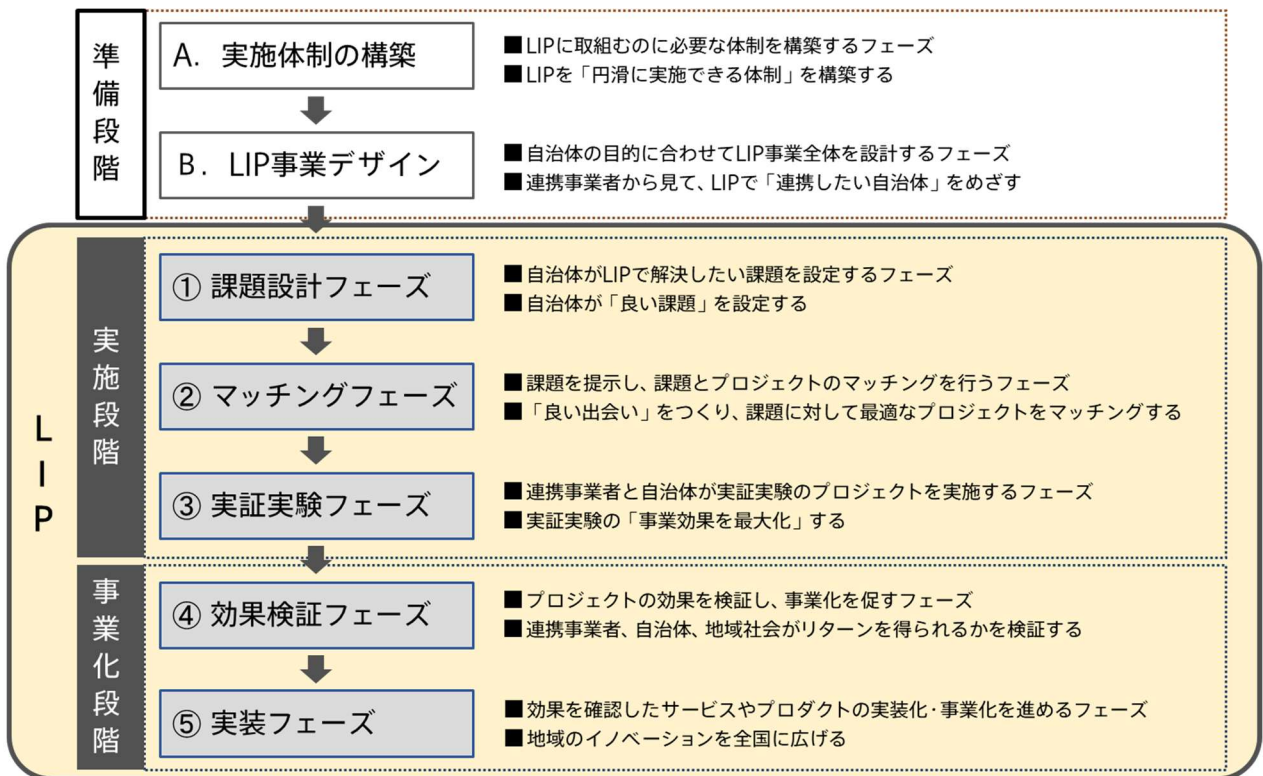 準備段階
A. 実施体制の構築
■LIPに取組むのに必要な体制を構築するフェーズ
■LIPを「円滑に実施できる体制」を構築する
B. LIP事業デザイン
■自治体の目的に合わせてLIP事業全体を設計するフェーズ
■連携事業者から見て、LIPで「連携したい自治体」をめざす
LIP
実施段階
① 課題設計フェーズ
■自治体がLIPで解決したい課題を設定するフェーズ
■自治体が「良い課題」を設定する
② マッチングフェーズ
■課題を提示し、課題とプロジェクトのマッチングを行うフェーズ
■「良い出会い」をつくり、課題に対して最適なプロジェクトをマッチングする
③ 実証実験フェーズ
■連携事業者と自治体が実証実験のプロジェクトを実施するフェーズ
■実証実験の「事業効果を最大化」する
事業化段階
④ 効果検証フェーズ
■プロジェクトの効果を検証し、事業化を促すフェーズ
■連携事業者、自治体、地域社会がリターンを得られるかを検証する
⑤ 実装フェーズ
■効果を確認したサービスやプロダクトの実装化・事業化を進めるフェーズ
■地域のイノベーションを全国に広げる